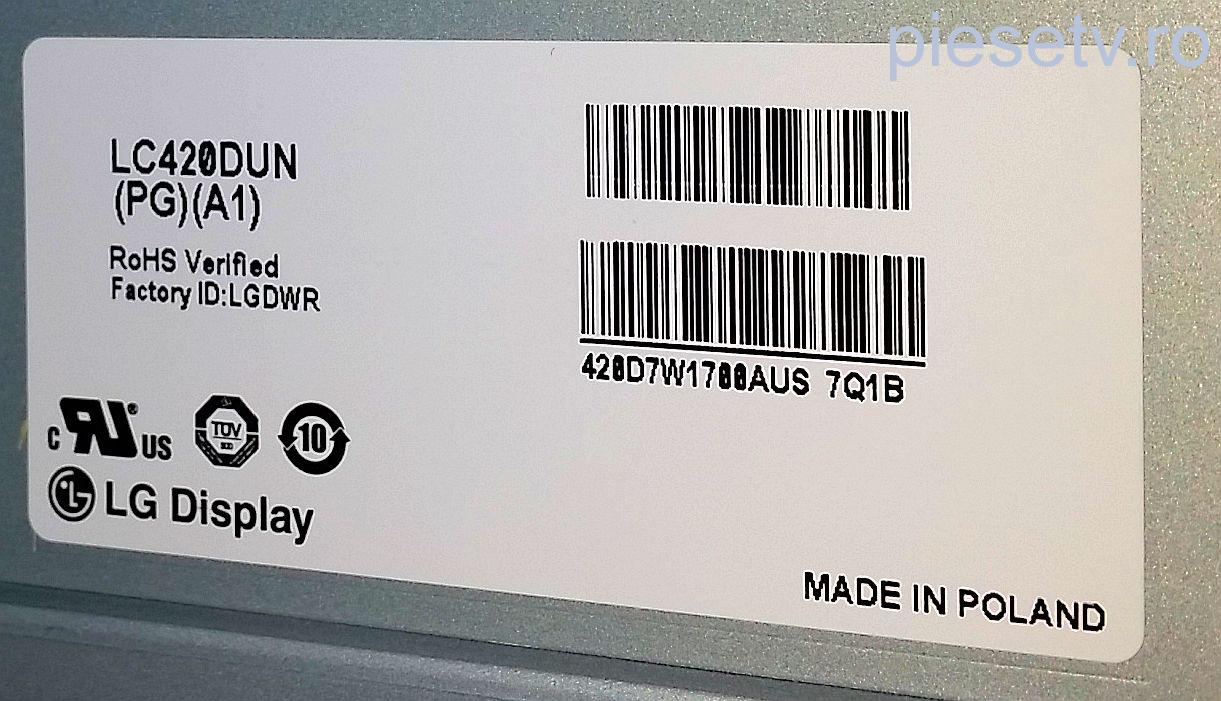 piesetv.ro
LC420DUN
(PG)(A1)
RoHS Verified
Factory ID:LGDWR
420D7W1700AUS 7Q1B
c RU® US
TÜV
10
LG Display
MADE IN POLAND